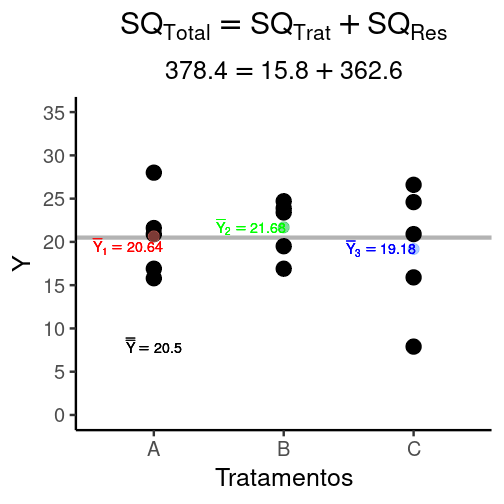 SQTotal = SQTrat + SQRes
378.4 = 15.8 + 362.6
35
30
25
20
15
10
5
0
Y
Y̅1 = 20.64
Y̅2 = 21.68
Y̅3 = 19.18
Y̿ = 20.5
A B C
Tratamentos